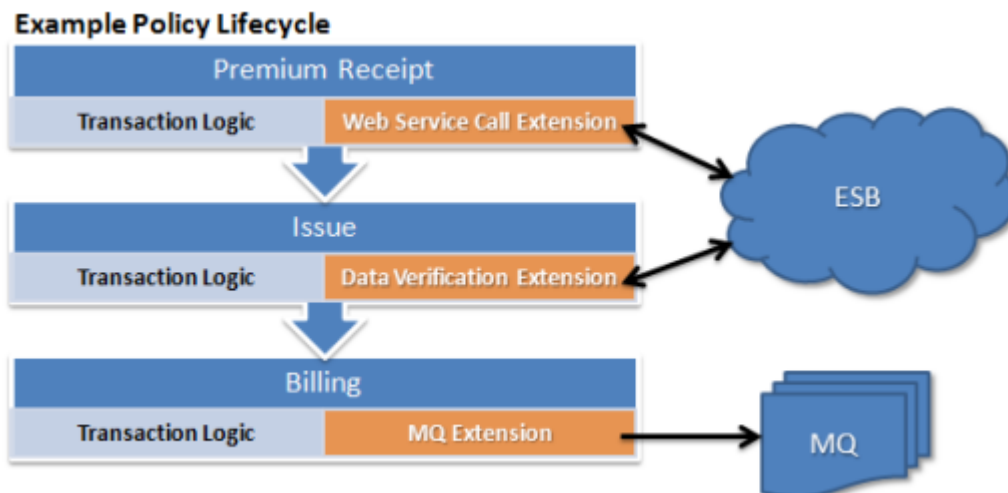 Example Policy Lifecycle
Premium Receipt
Transaction Logic
Web Service Call Extension
ESB
Issue
Transaction Logic
Data Verification Extension
Billing
Transaction Logic
MQ Extension
MQ